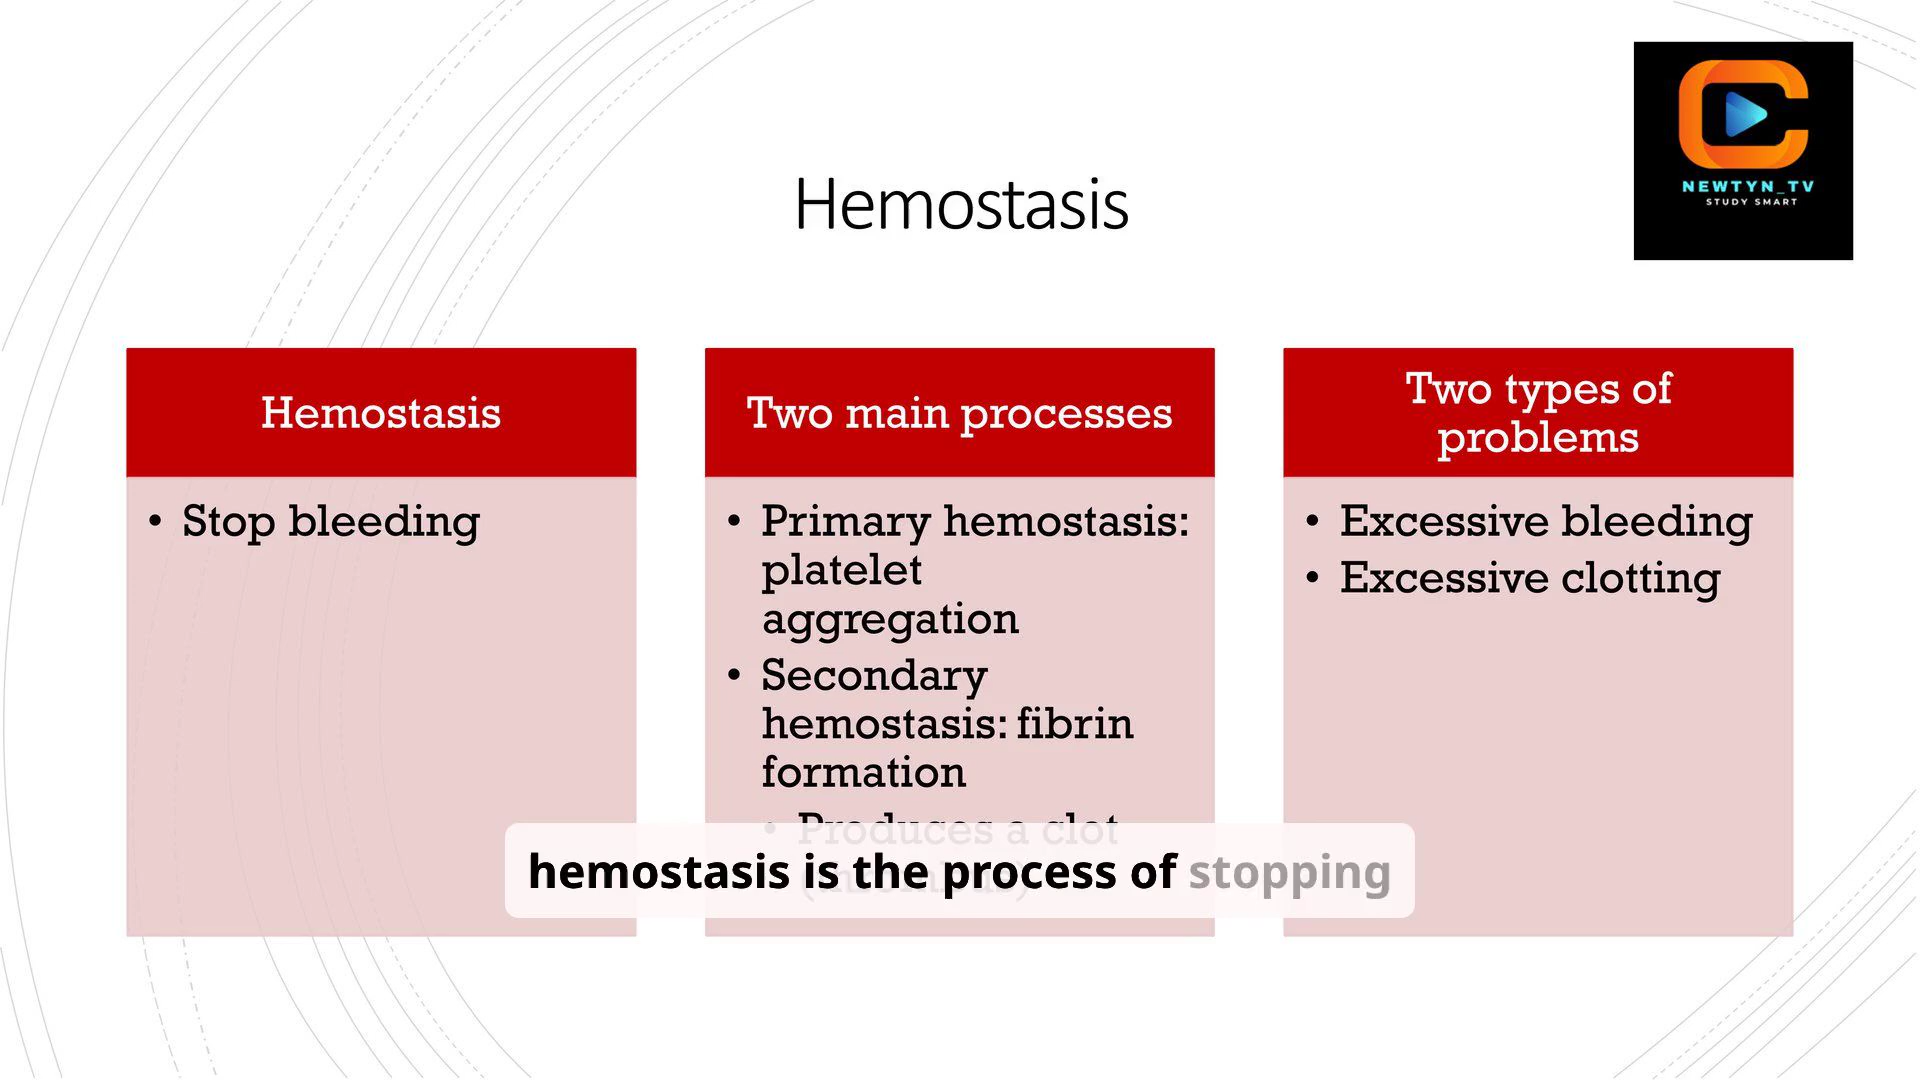 NEWTYN_TV
STUDY SMART
Hemostasis
Hemostasis
• Stop bleeding
Two main processes
• Primary hemostasis:
platelet
aggregation
• Secondary
hemostasis: fibrin
formation
• Produces a clot
Two types of
problems
• Excessive bleeding
• Excessive clotting
hemostasis is the process of stopping